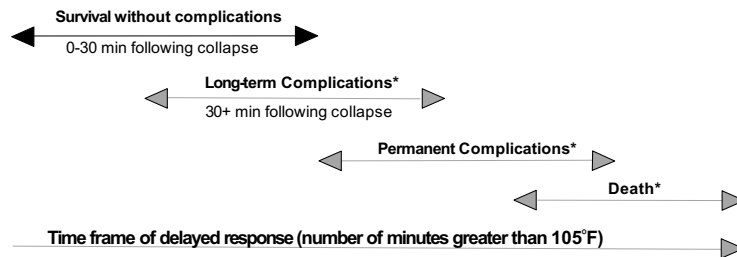 Survival without complications
0-30 min following collapse
Long-term Complications*
30+ min following collapse
Permanent Complications*
Death*
Time frame of delayed response (number of minutes greater than 105°F)